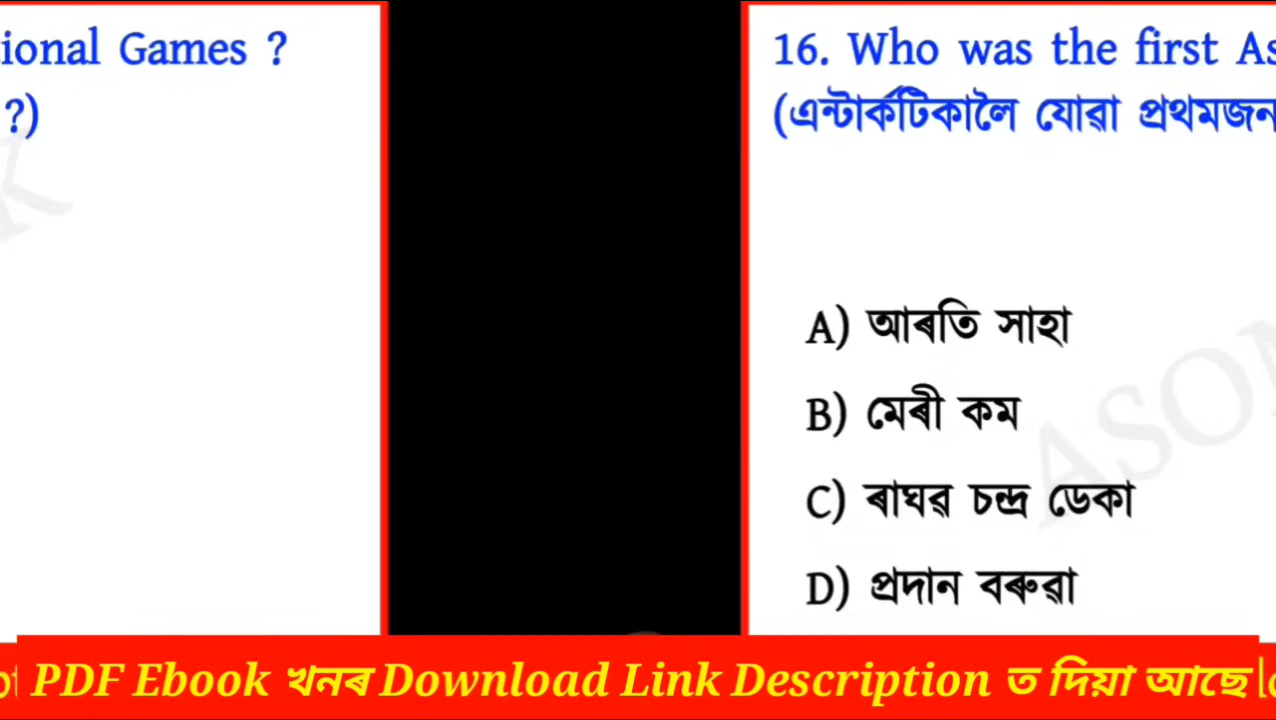 ional Games ?
?)
16. Who was the first As
(এন্টাৰ্কটিকালৈ যোৱা প্ৰথমজন
A) আৰতি সাহা
B) মেৰী কম
C) ৰাঘৱ চন্দ্ৰ ডেকা
D) প্ৰদান বৰুৱা
ASON
PDF Ebook খনৰ Download Link Description ত দিয়া আছে